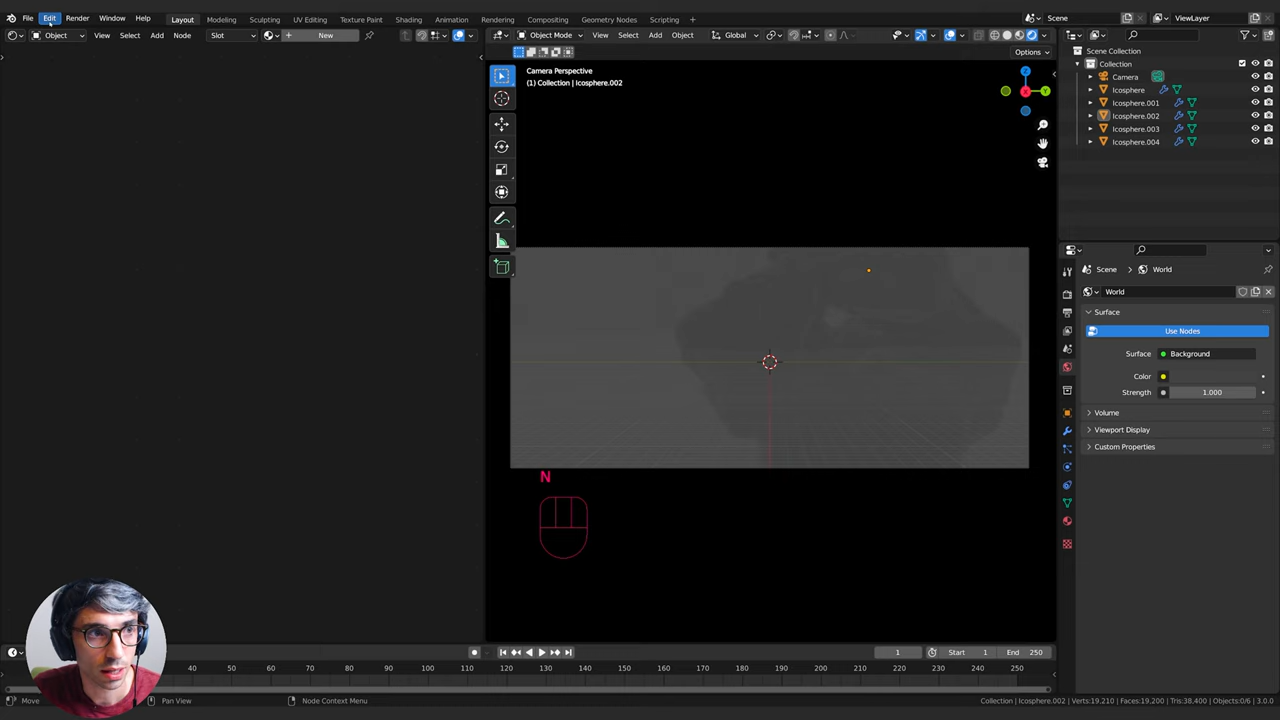 File Edit Render Window Help Layout Modeling Sculpting UV Editing Texture Paint Shading Animation Rendering Compositing Geometry Nodes Scripting + Scene ViewLayer
Object View Select Add Node Slot New Object Mode View Select Add Object Global
Options
Camera Perspective
(1) Collection | Icosphere.002
Z
X
Y
Scene Collection
Collection
Camera
Icosphere
Icosphere.001
Icosphere.002
Icosphere.003
Icosphere.004
Scene > World
World
Surface
Use Nodes
Surface Background
Color
Strength 1.000
Volume
Viewport Display
Custom Properties
N
1 Start 1 End 250
40 50 60 70 80 90 100 110 120 130 140 150 160 170 180 190 200 210 220 230 240 250
Move Pan View Node Context Menu Collection | Icosphere.002 | Verts:19,210 | Faces:19,200 | Tris:38,400 | Objects:0/6 | 3.0.0